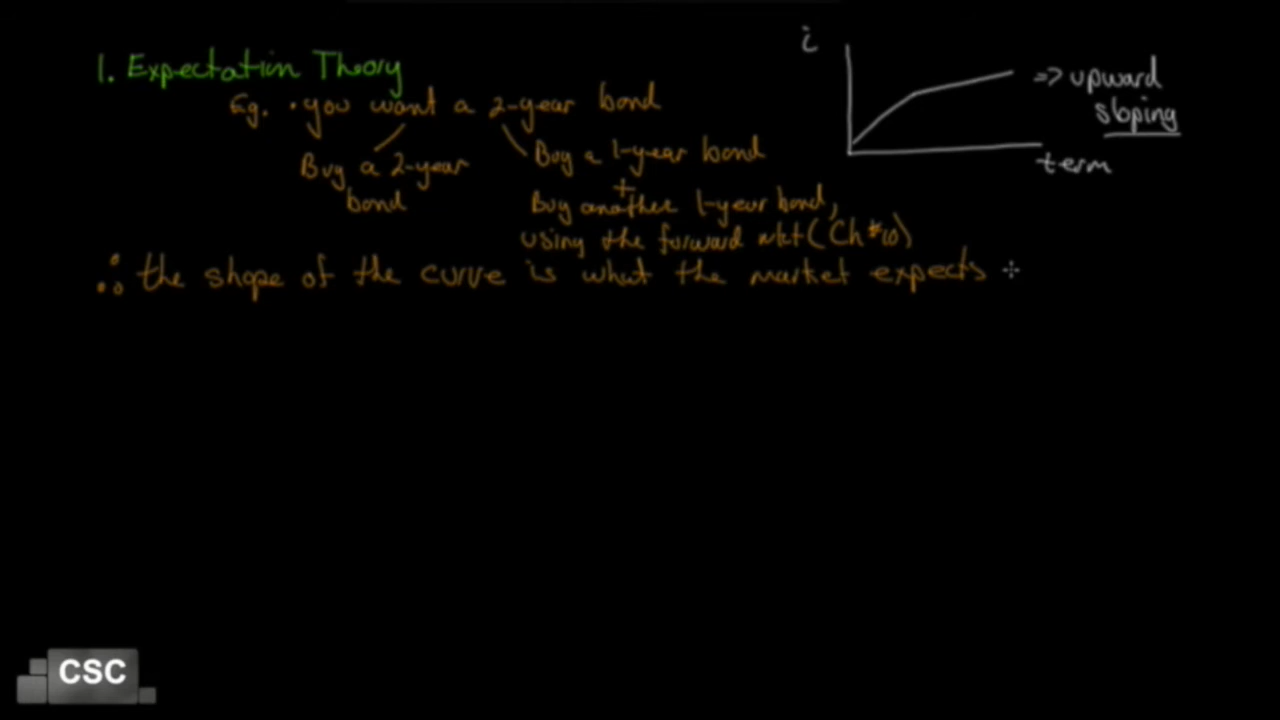 i
1. Expectation Theory
=> upward
sloping
term
Eg. • you want a 2-year bond
Buy a 2-year
bond
Buy a 1-year bond
+
Buy another 1-year bond,
using the forward mkt (Ch#10)
∴ the shape of the curve is what the market expects
CSC